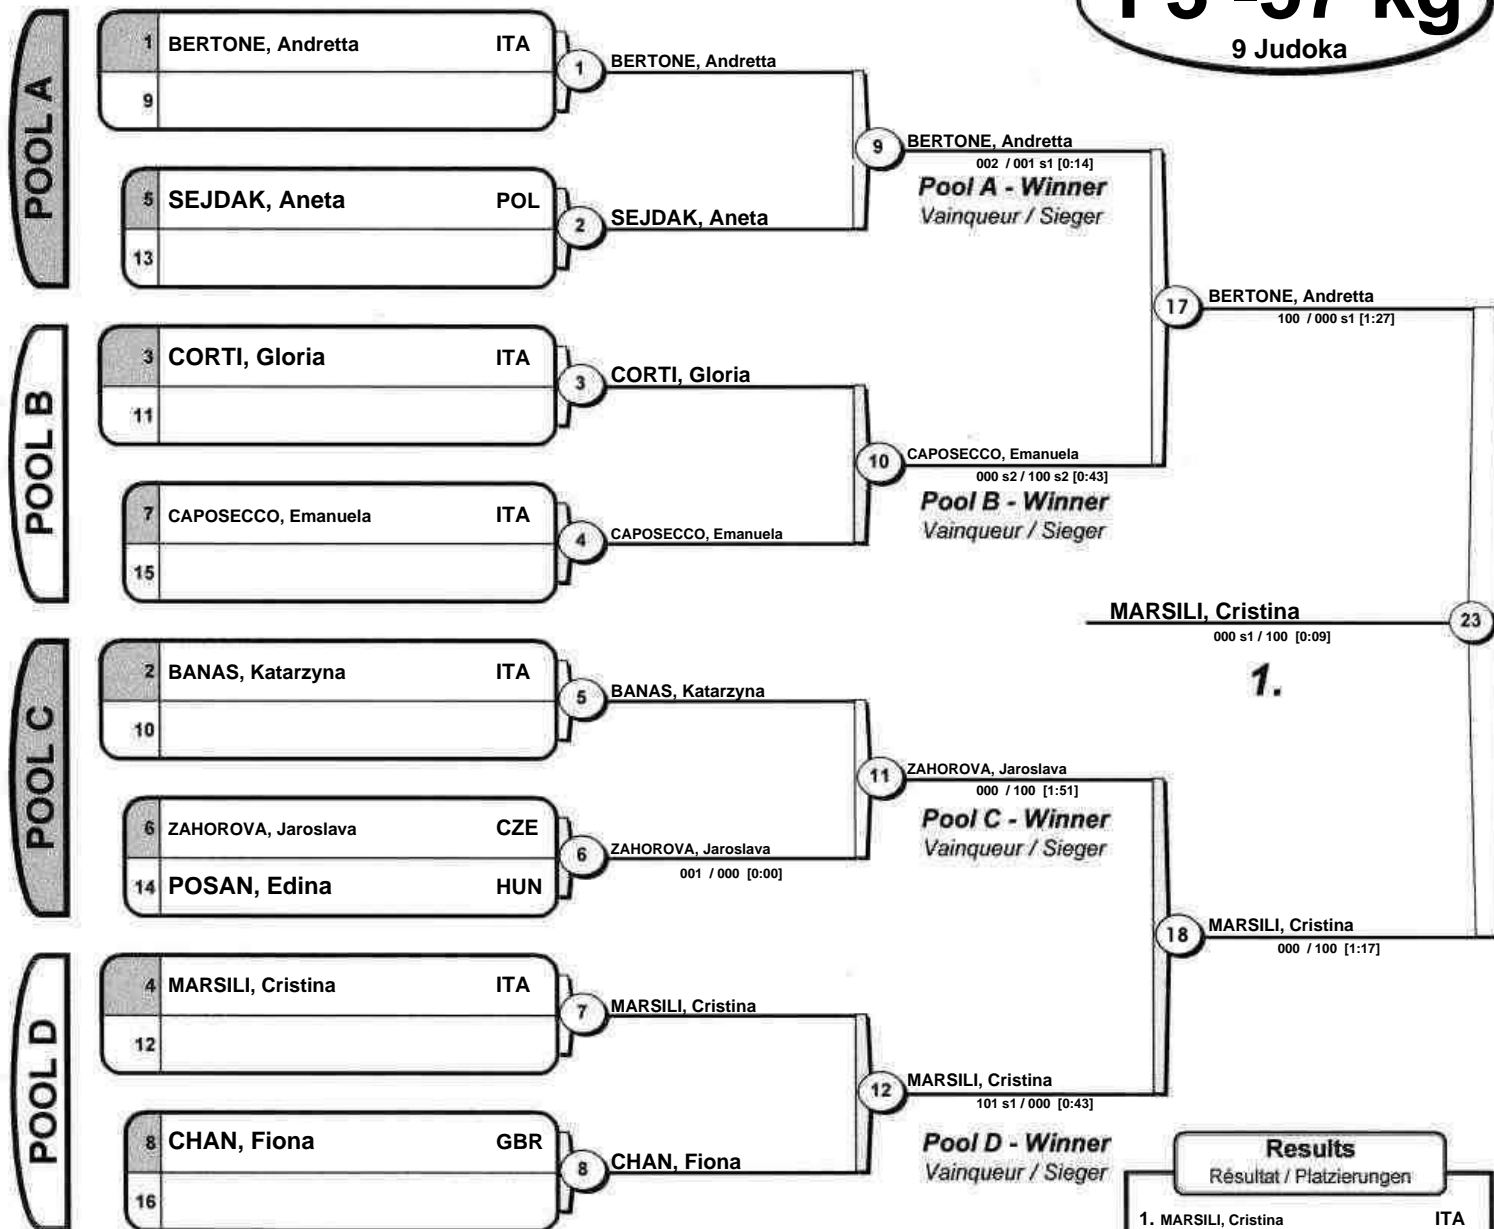 F3 -57 kg
9 Judoka
POOL A
1 BERTONE, Andretta ITA
9
1 BERTONE, Andretta
5 SEJDAK, Aneta POL
13
2 SEJDAK, Aneta
9 BERTONE, Andretta
002 / 001 s1 [0:14]
Pool A - Winner
Vainqueur / Sieger
POOL B
3 CORTI, Gloria ITA
11
3 CORTI, Gloria
7 CAPOSECCO, Emanuela ITA
15
4 CAPOSECCO, Emanuela
10 CAPOSECCO, Emanuela
000 s2 / 100 s2 [0:43]
Pool B - Winner
Vainqueur / Sieger
17 BERTONE, Andretta
100 / 000 s1 [1:27]
MARSILI, Cristina 23
000 s1 / 100 [0:09]
1.
POOL C
2 BANAS, Katarzyna ITA
10
5 BANAS, Katarzyna
6 ZAHOROVA, Jaroslava CZE
14 POSAN, Edina HUN
6 ZAHOROVA, Jaroslava
001 / 000 [0:00]
11 ZAHOROVA, Jaroslava
000 / 100 [1:51]
Pool C - Winner
Vainqueur / Sieger
POOL D
4 MARSILI, Cristina ITA
12
7 MARSILI, Cristina
8 CHAN, Fiona GBR
16
8 CHAN, Fiona
12 MARSILI, Cristina
101 s1 / 000 [0:43]
Pool D - Winner
Vainqueur / Sieger
18 MARSILI, Cristina
000 / 100 [1:17]
Results
Résultat / Platzierungen
1. MARSILI, Cristina ITA